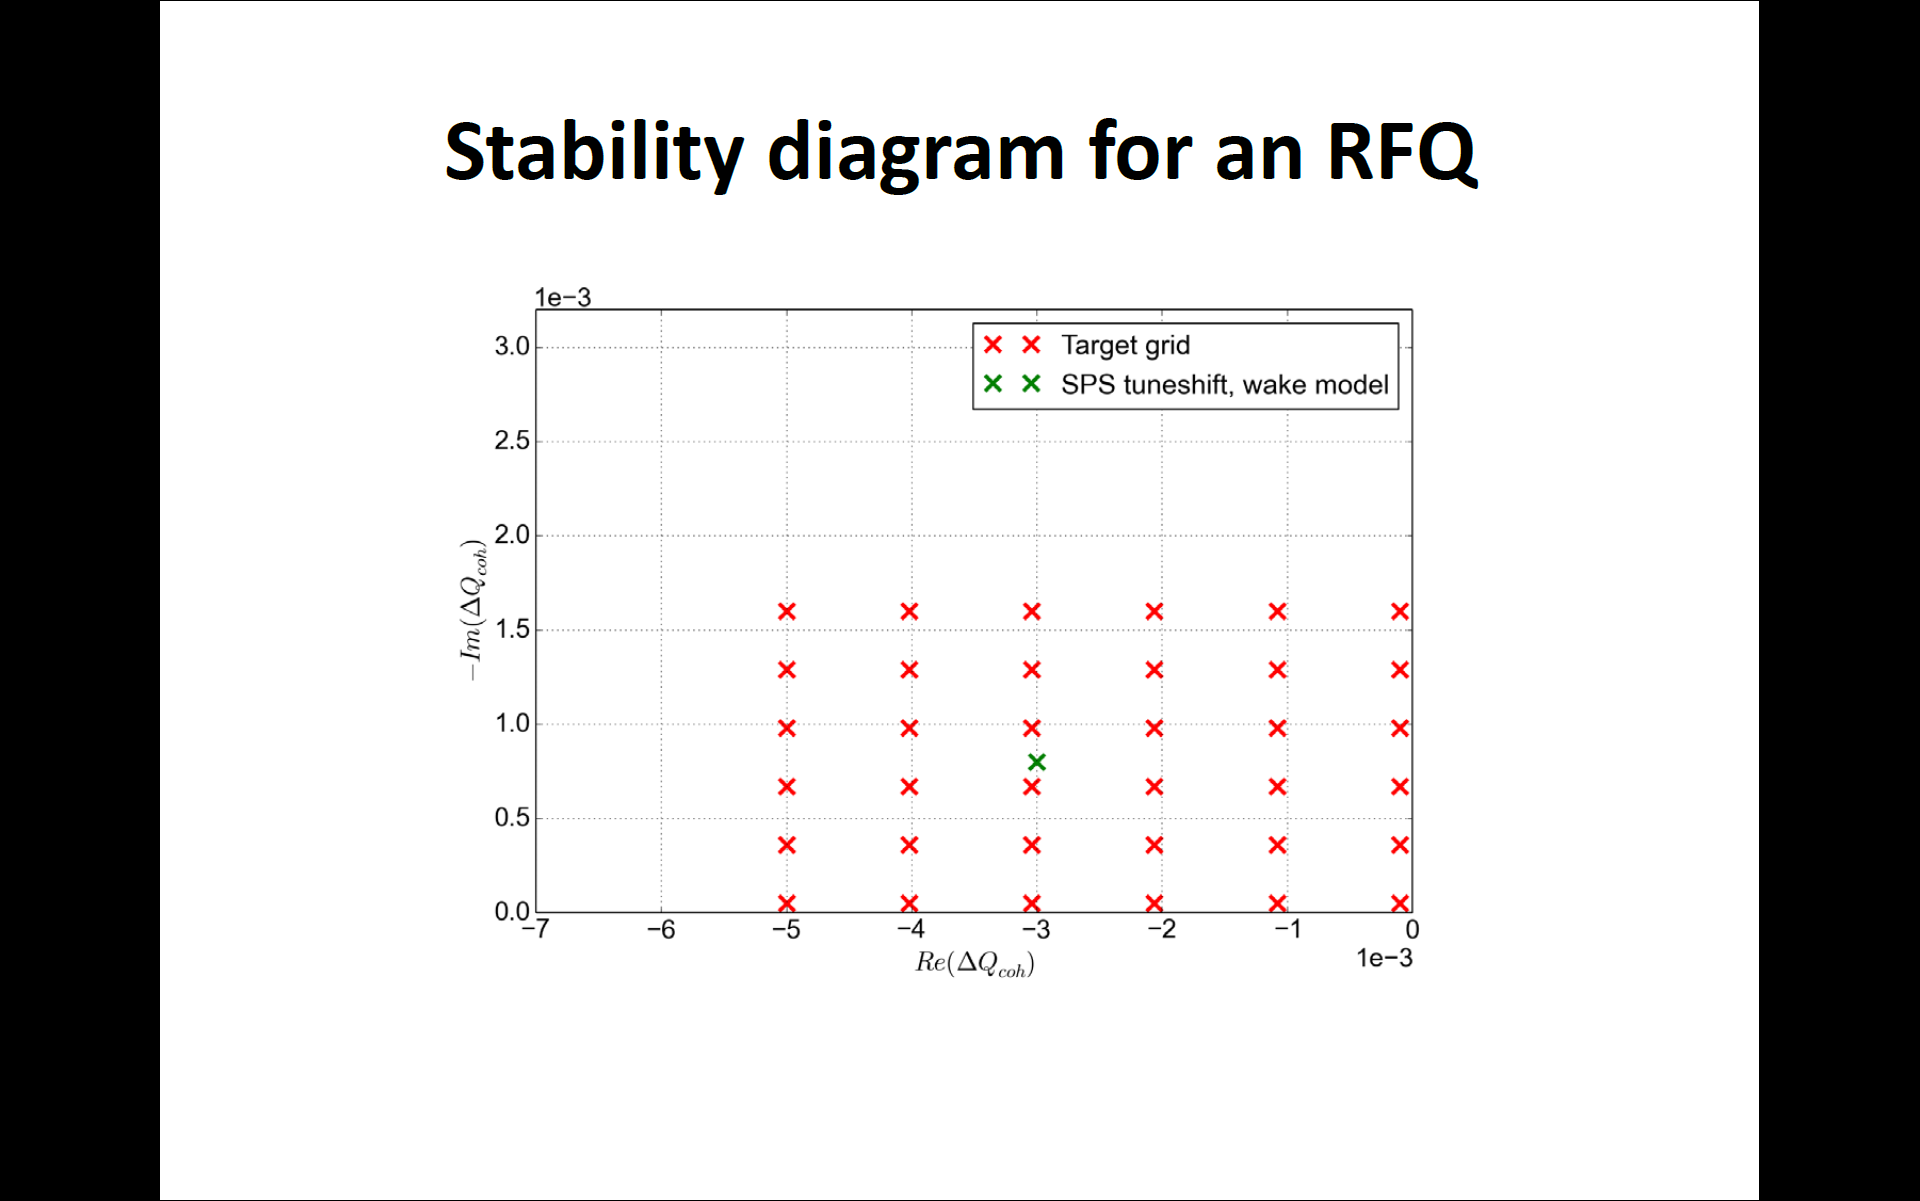 Stability diagram for an RFQ
1e−3
Target grid
SPS tuneshift, wake model
3.0
2.5
2.0
1.5
1.0
0.5
0.0
−Im(ΔQcoh)
−7 −6 −5 −4 −3 −2 −1 0
Re(ΔQcoh)
1e−3